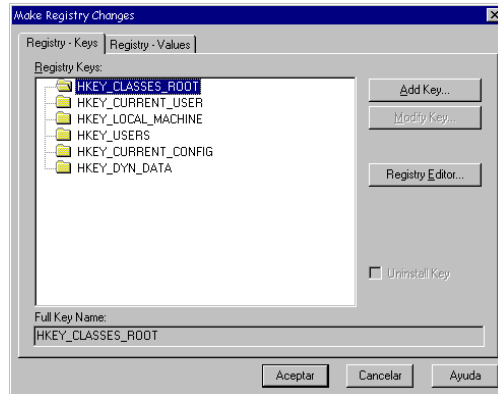 Make Registry Changes
Registry - Keys
Registry - Values
Registry Keys:
HKEY_CLASSES_ROOT
HKEY_CURRENT_USER
HKEY_LOCAL_MACHINE
HKEY_USERS
HKEY_CURRENT_CONFIG
HKEY_DYN_DATA
Add Key...
Modify Key...
Registry Editor...
Uninstall Key
Full Key Name:
HKEY_CLASSES_ROOT
Aceptar
Cancelar
Ayuda